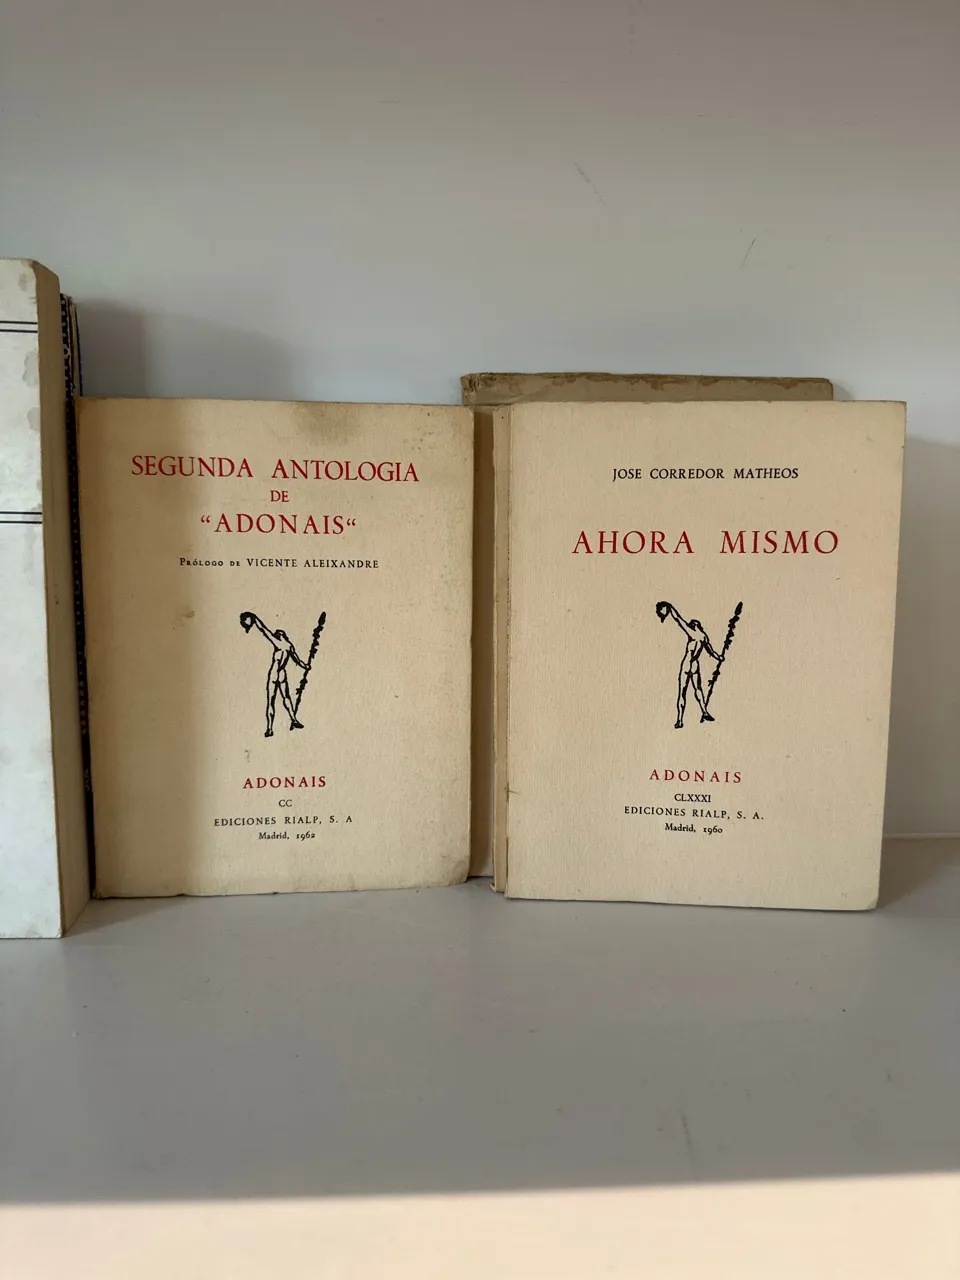 SEGUNDA ANTOLOGIA
DE
“ADONAIS“
PRÓLOGO DE VICENTE ALEIXANDRE
ADONAIS
CC
EDICIONES RIALP, S. A
Madrid, 1962
JOSE CORREDOR MATHEOS
AHORA MISMO
ADONAIS
CLXXXI
EDICIONES RIALP, S. A.
Madrid, 1960